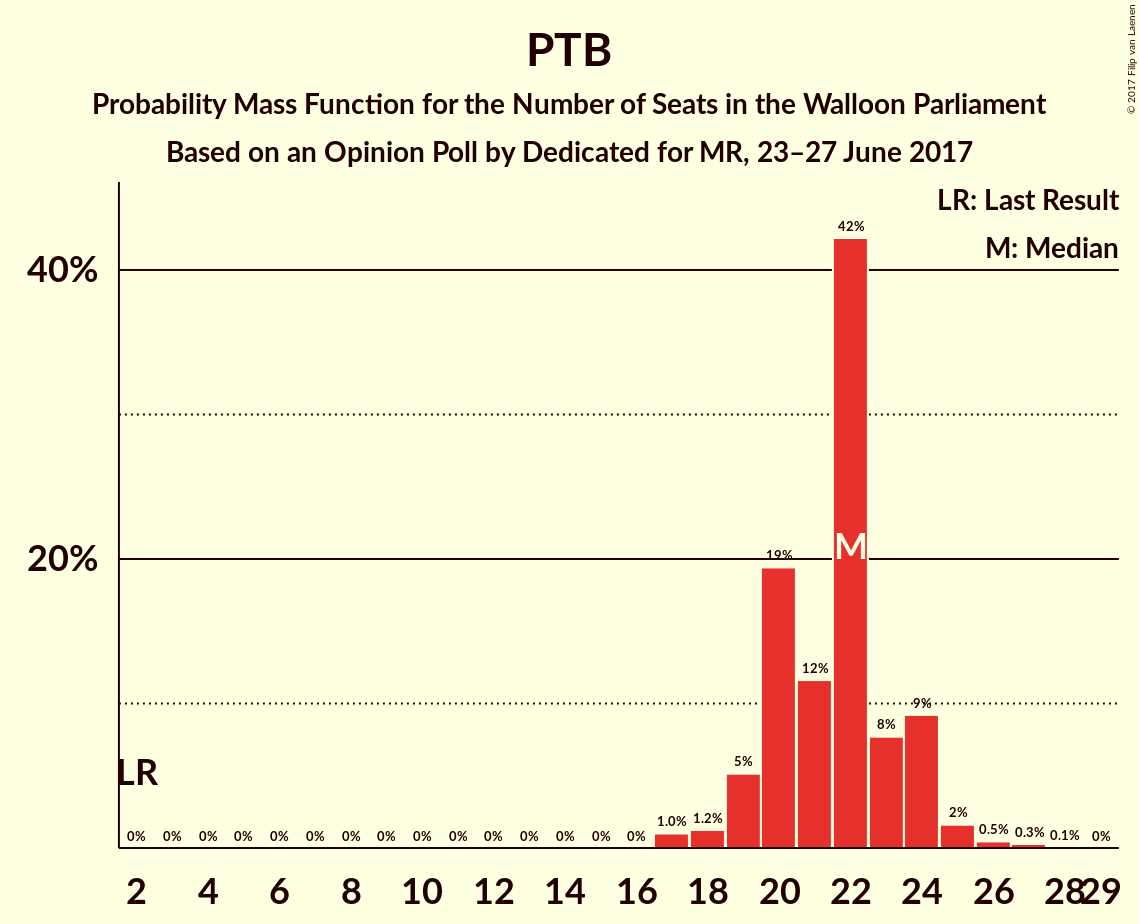 PTB
Probability Mass Function for the Number of Seats in the Walloon Parliament
Based on an Opinion Poll by Dedicated for MR, 23–27 June 2017
© 2017 Filip van Laenen
LR: Last Result
M: Median
40%
20%
42%
19%
M
12%
9%
8%
5%
LR
2%
0% 0% 0% 0% 0% 0% 0% 0% 0% 0% 0% 0% 0% 0% 0% 1.0% 1.2% 0.5% 0.3% 0.1% 0%
2 4 6 8 10 12 14 16 18 20 22 24 26 28 29